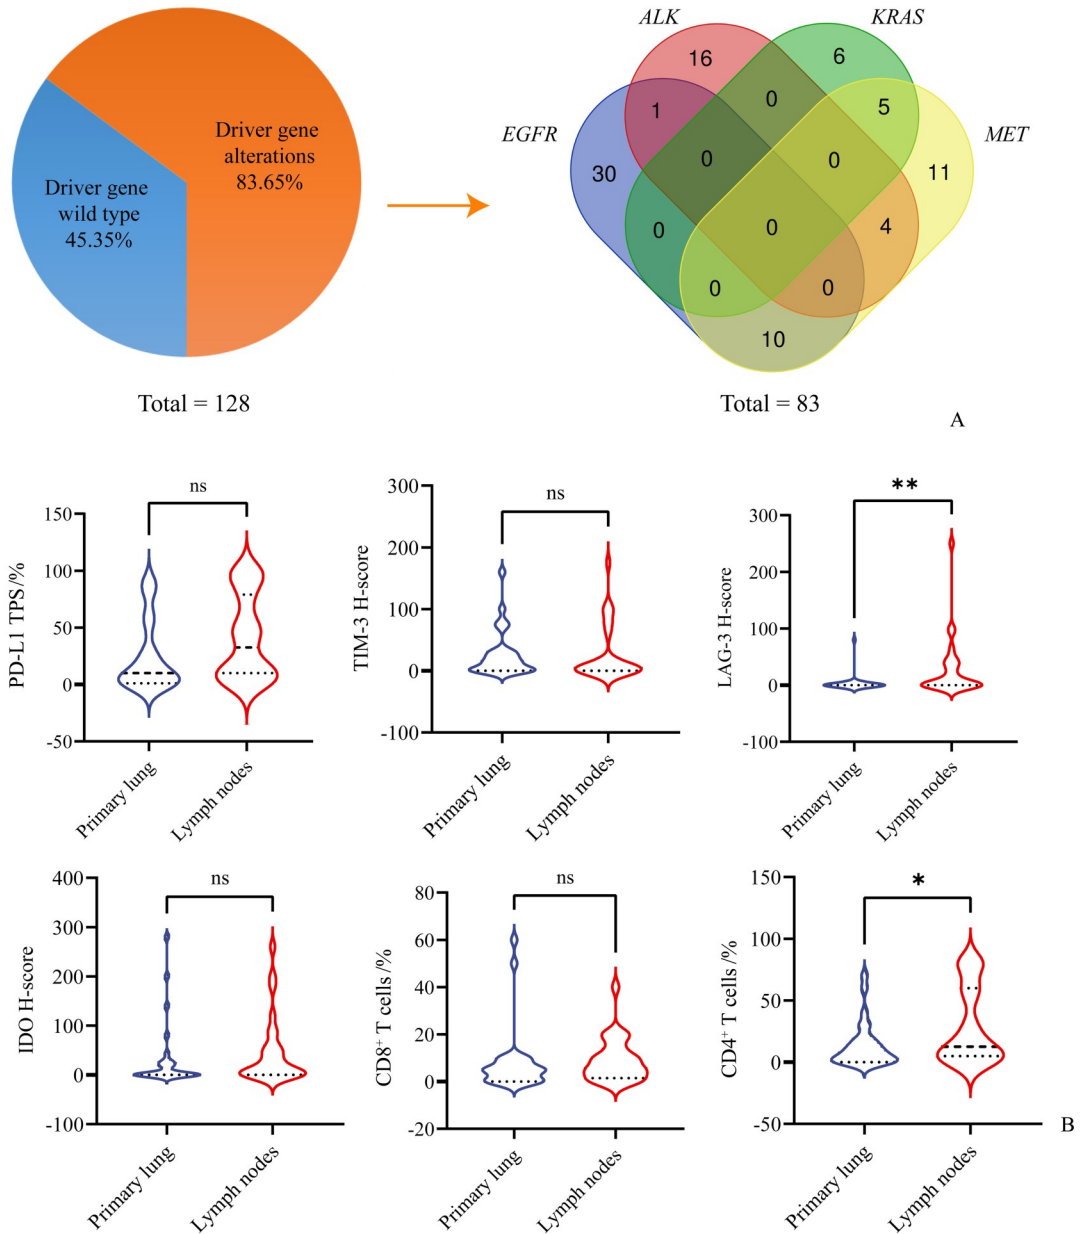 Driver gene
alterations
83.65%
Driver gene
wild type
45.35%
Total = 128
ALK
KRAS
EGFR
MET
16
6
0
1
5
30
0
0
11
0
0
4
0
0
10
Total = 83
A
PD-L1 TPS/%
150
100
50
0
-50
ns
Primary lung
Lymph nodes
TIM-3 H-score
300
200
100
0
-100
ns
Primary lung
Lymph nodes
LAG-3 H-score
300
200
100
0
-100
**
Primary lung
Lymph nodes
IDO H-score
400
300
200
100
0
-100
ns
Primary lung
Lymph nodes
CD8⁺ T cells /%
80
60
40
20
0
-20
ns
Primary lung
Lymph nodes
CD4⁺ T cells /%
150
100
50
0
-50
*
Primary lung
Lymph nodes
B